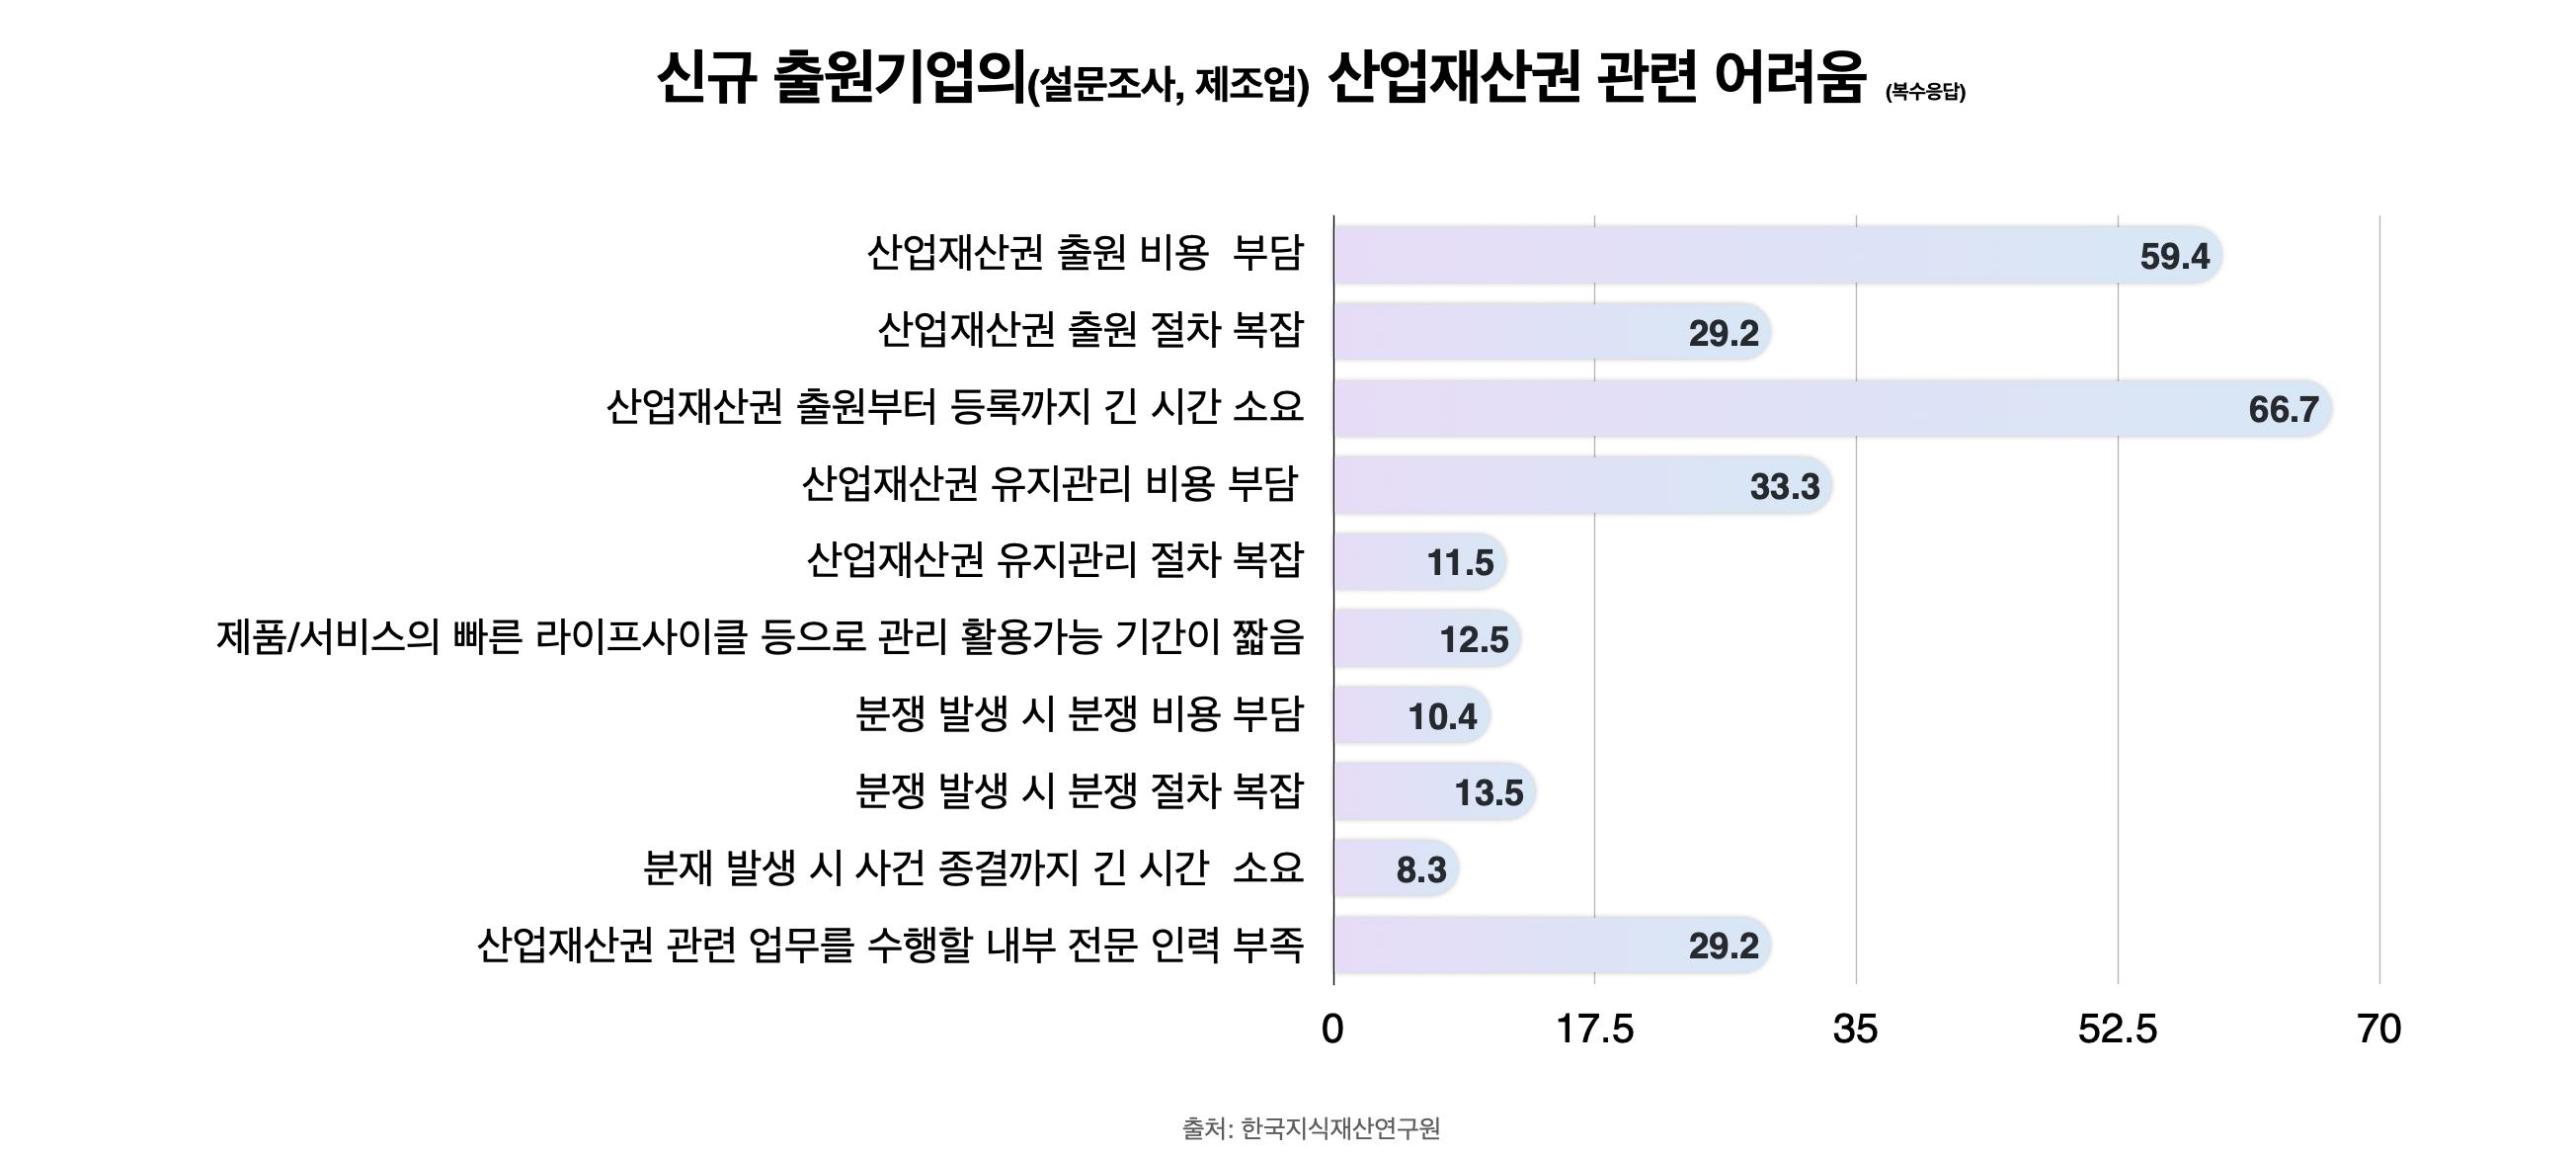 신규 출원기업의(설문조사, 제조업) 산업재산권 관련 어려움 (복수응답)
산업재산권 출원 비용 부담 59.4
산업재산권 출원 절차 복잡 29.2
산업재산권 출원부터 등록까지 긴 시간 소요 66.7
산업재산권 유지관리 비용 부담 33.3
산업재산권 유지관리 절차 복잡 11.5
제품/서비스의 빠른 라이프사이클 등으로 관리 활용가능 기간이 짧음 12.5
분쟁 발생 시 분쟁 비용 부담 10.4
분쟁 발생 시 분쟁 절차 복잡 13.5
분재 발생 시 사건 종결까지 긴 시간 소요 8.3
산업재산권 관련 업무를 수행할 내부 전문 인력 부족 29.2
0 17.5 35 52.5 70
출처: 한국지식재산연구원